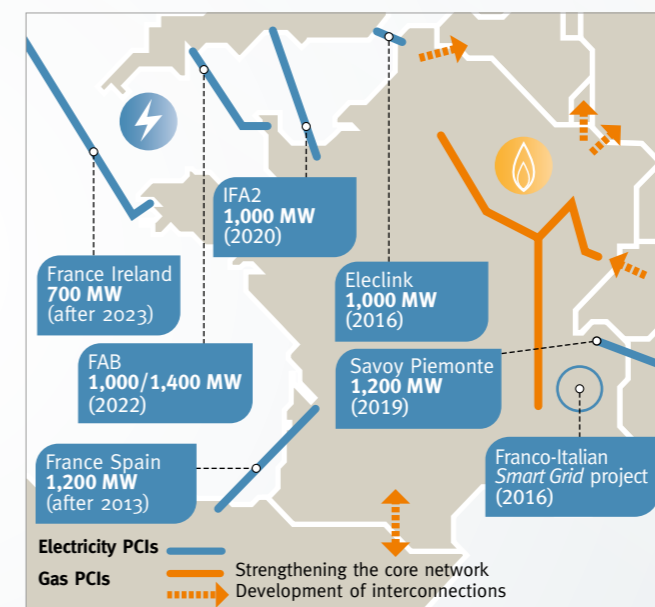 IFA2
1,000 MW
(2020)
France Ireland
700 MW
(after 2023)
Eleclink
1,000 MW
(2016)
FAB
1,000/1,400 MW
(2022)
Savoy Piemonte
1,200 MW
(2019)
France Spain
1,200 MW
(after 2013)
Franco-Italian
Smart Grid project
(2016)
Electricity PCIs
Gas PCIs
Strengthening the core network
Development of interconnections